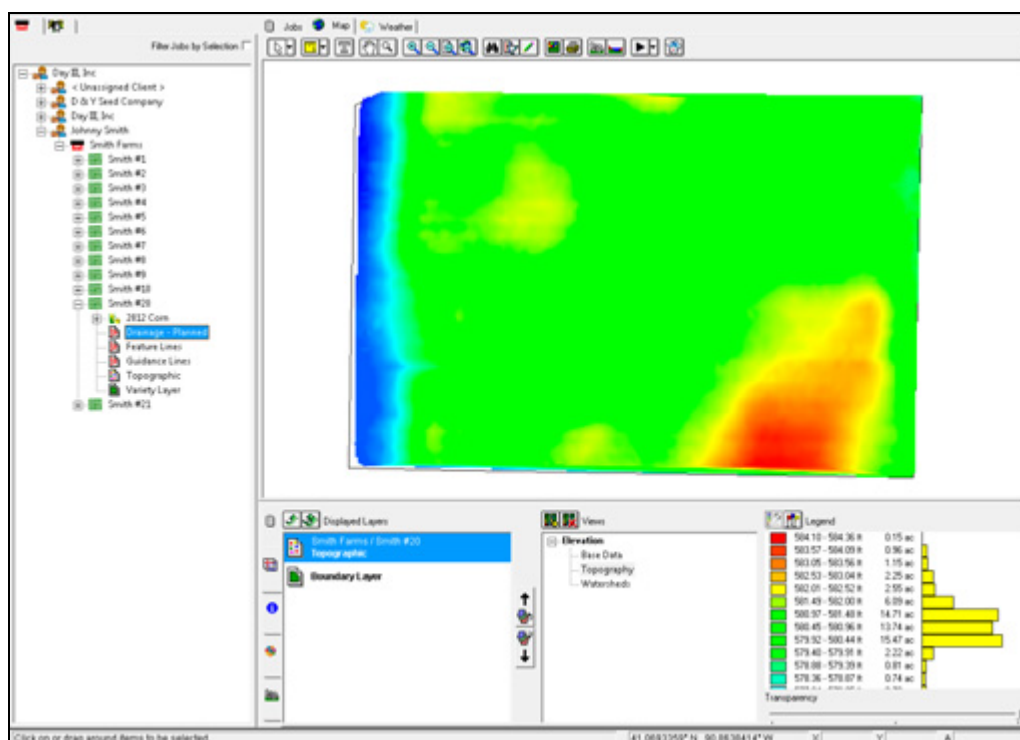 Jobs Map Weather
Filter Jobs by Selection
Day III, Inc
< Unassigned Client >
D & Y Seed Company
Day III, Inc
Johnny Smith
Smith Farms
Smith #1
Smith #2
Smith #3
Smith #4
Smith #5
Smith #6
Smith #7
Smith #8
Smith #9
Smith #10
Smith #20
2012 Corn
Drainage - Planned
Feature Lines
Guidance Lines
Topographic
Variety Layer
Smith #21
Displayed Layers
Smith Farms / Smith #20
Topographic
Boundary Layer
Views
Elevation
Base Data
Topography
Watersheds
Legend
584.10 - 584.36 ft 0.15 ac
583.57 - 584.09 ft 0.96 ac
583.05 - 583.56 ft 1.15 ac
582.53 - 583.04 ft 2.25 ac
582.01 - 582.52 ft 2.55 ac
581.49 - 582.00 ft 6.09 ac
580.97 - 581.48 ft 14.71 ac
580.45 - 580.96 ft 13.74 ac
579.92 - 580.44 ft 15.47 ac
579.40 - 579.91 ft 2.22 ac
578.88 - 579.39 ft 0.81 ac
578.36 - 578.87 ft 0.74 ac
Transparency
Click on or drag around items to be selected
X Y A